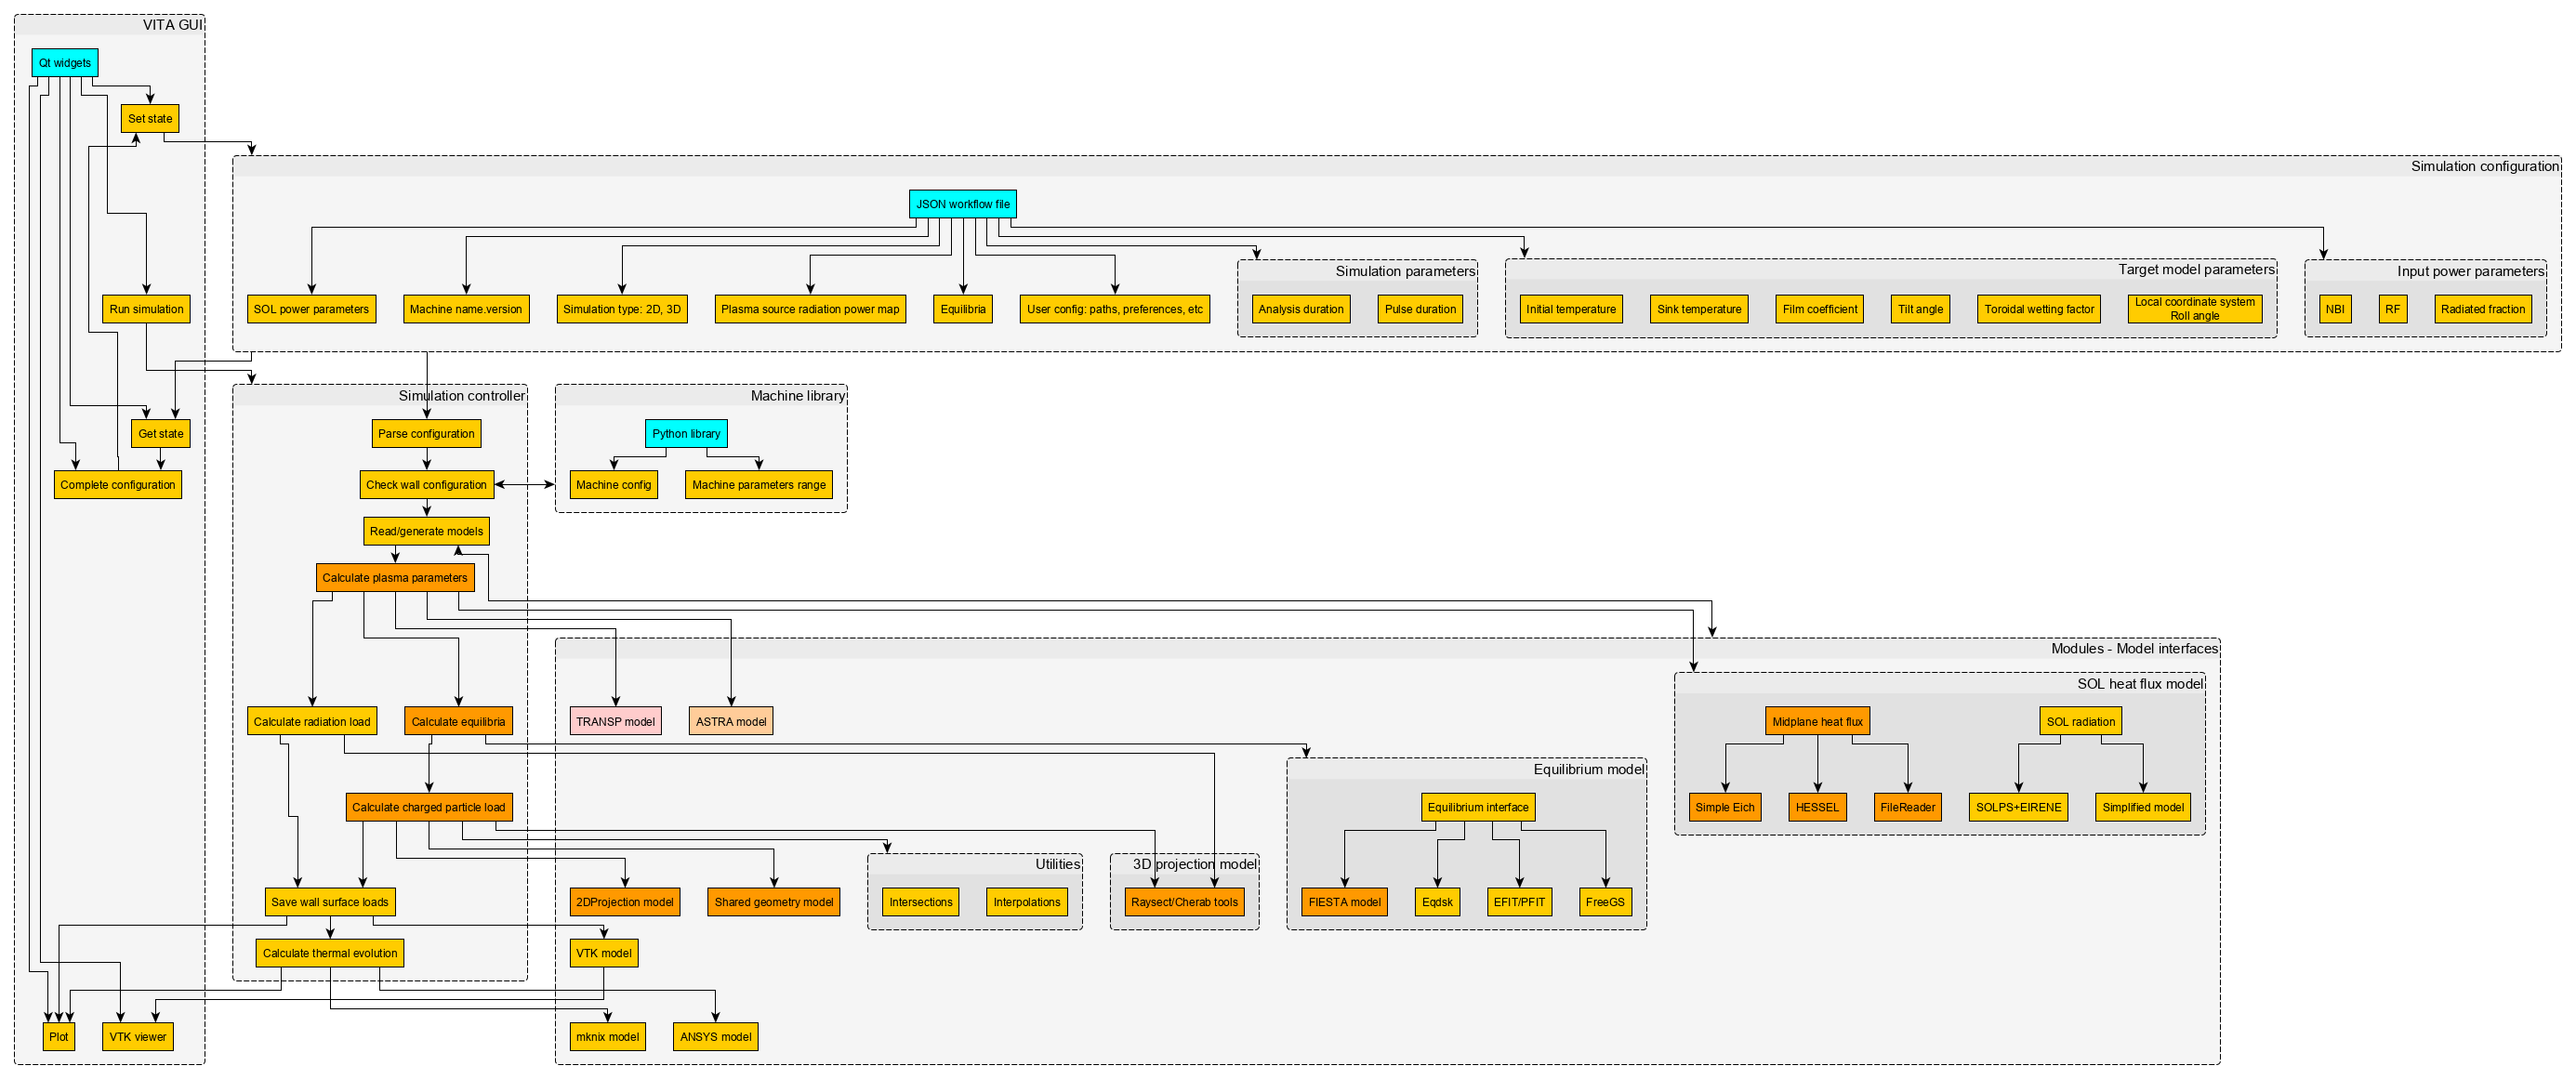 VITA GUI
Qt widgets
Set state
Run simulation
Get state
Complete configuration
Plot
VTK viewer
Simulation configuration
JSON workflow file
SOL power parameters
Machine name.version
Simulation type: 2D, 3D
Plasma source radiation power map
Equilibria
User config: paths, preferences, etc
Simulation parameters
Analysis duration
Pulse duration
Target model parameters
Initial temperature
Sink temperature
Film coefficient
Tilt angle
Toroidal wetting factor
Local coordinate system
Roll angle
Input power parameters
NBI
RF
Radiated fraction
Simulation controller
Parse configuration
Check wall configuration
Read/generate models
Calculate plasma parameters
Calculate radiation load
Calculate equilibria
Calculate charged particle load
Save wall surface loads
Calculate thermal evolution
Machine library
Python library
Machine config
Machine parameters range
Modules - Model interfaces
TRANSP model
ASTRA model
SOL heat flux model
Midplane heat flux
SOL radiation
Simple Eich
HESSEL
FileReader
SOLPS+EIRENE
Simplified model
Equilibrium model
Equilibrium interface
FIESTA model
Eqdsk
EFIT/PFIT
FreeGS
Utilities
Intersections
Interpolations
3D projection model
Raysect/Cherab tools
2DProjection model
Shared geometry model
VTK model
mknix model
ANSYS model